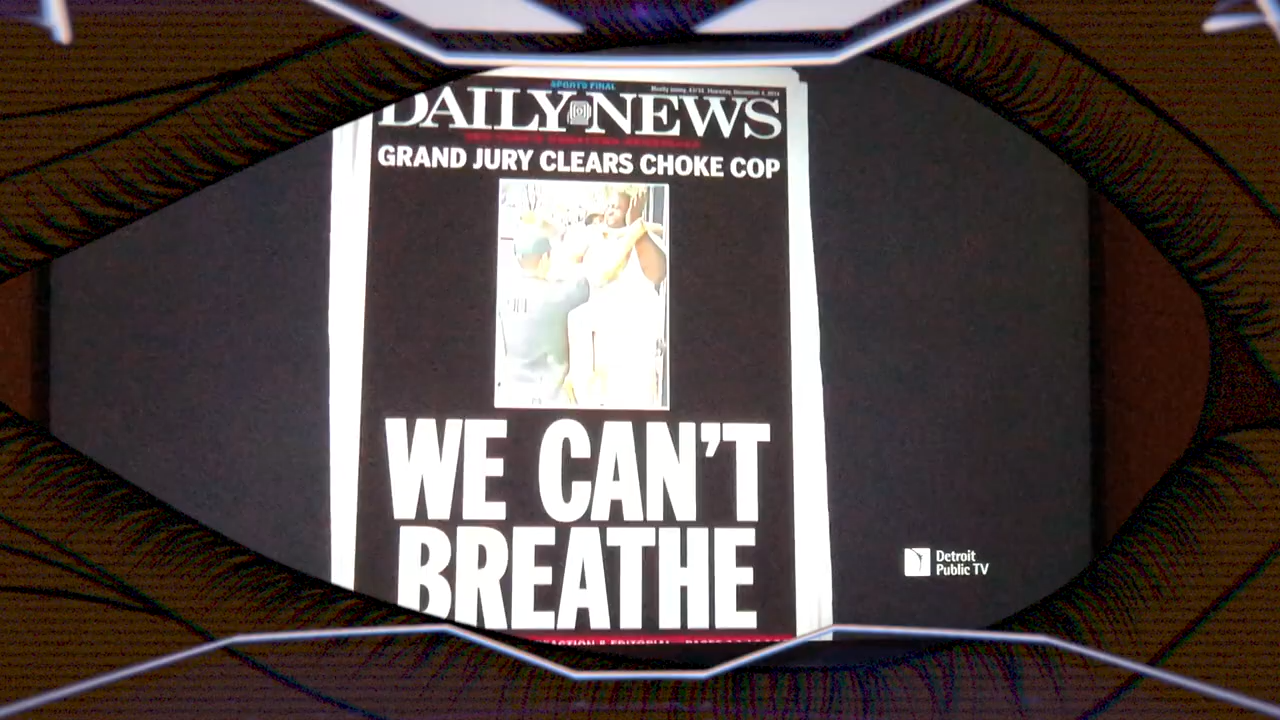 SPORTS FINAL
DAILY NEWS
GRAND JURY CLEARS CHOKE COP
WE CAN'T
BREATHE
Detroit
Public TV